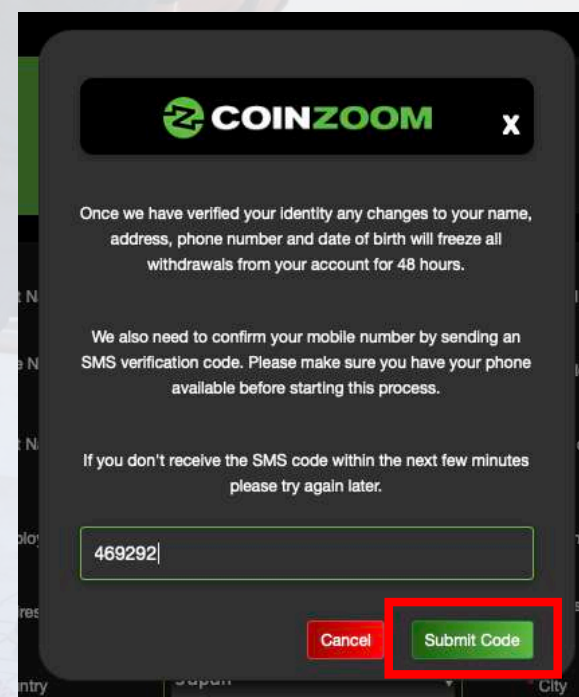 COINZOOM
X
Once we have verified your identity any changes to your name,
address, phone number and date of birth will freeze all
withdrawals from your account for 48 hours.
We also need to confirm your mobile number by sending an
SMS verification code. Please make sure you have your phone
available before starting this process.
If you don't receive the SMS code within the next few minutes
please try again later.
469292
Cancel Submit Code
City